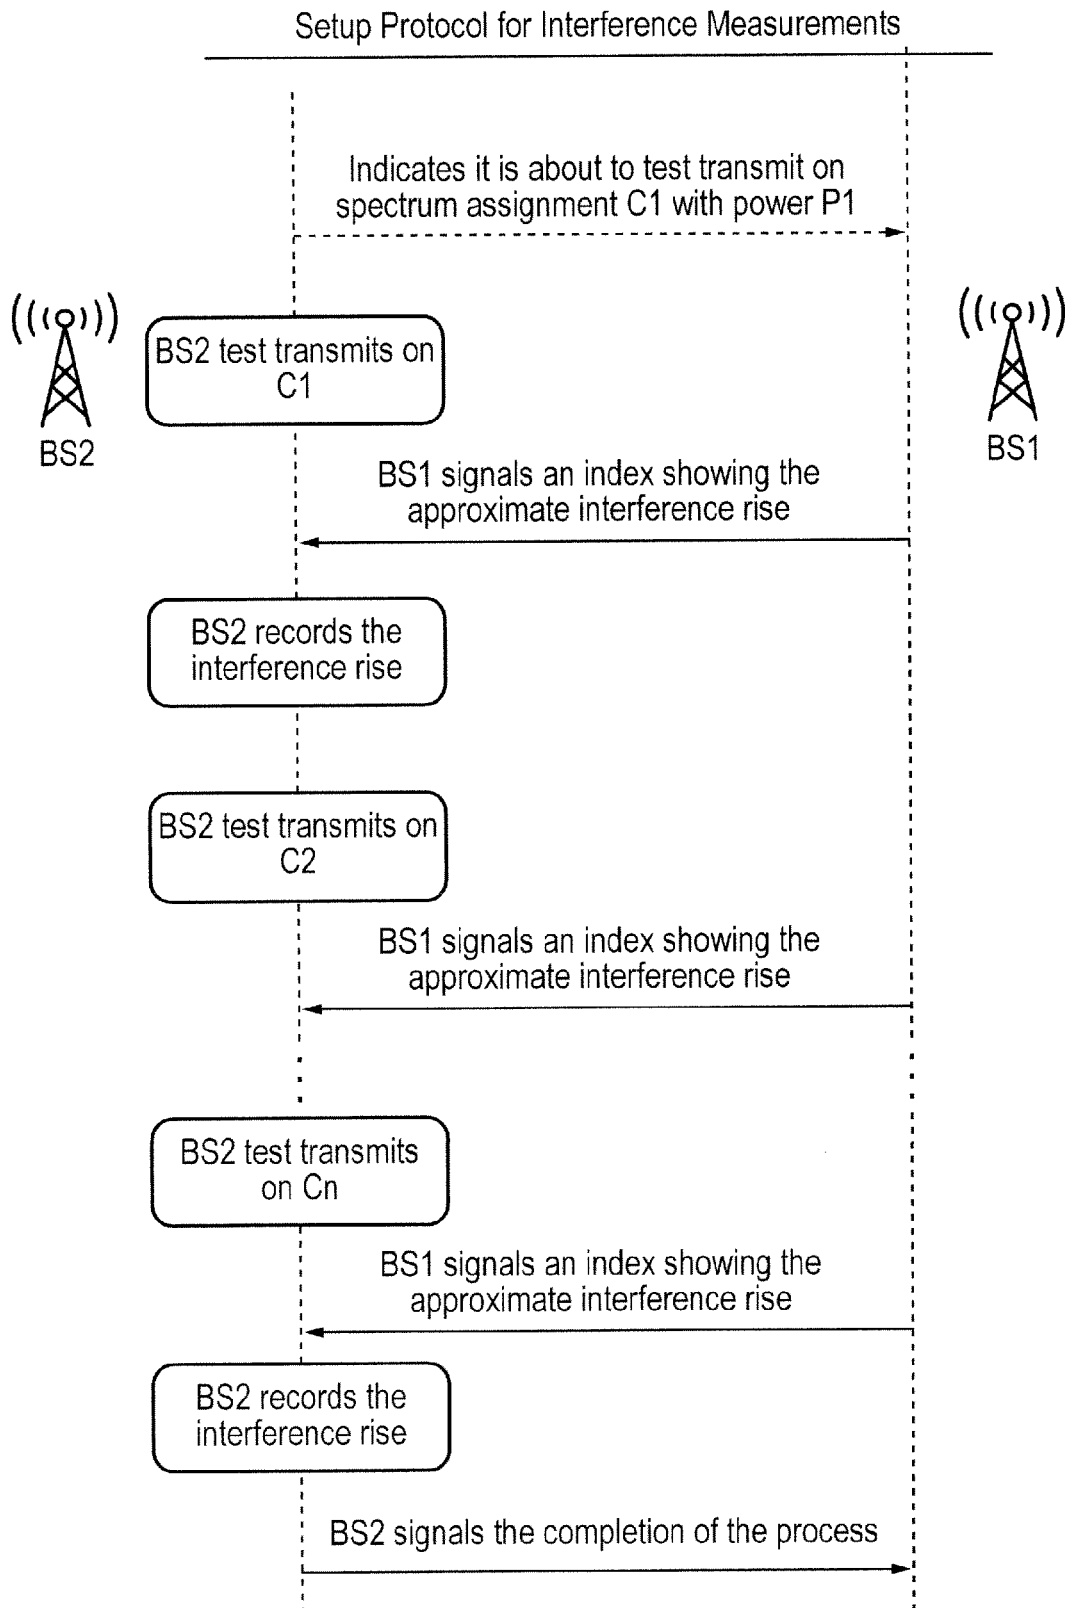 Setup Protocol for Interference Measurements
Indicates it is about to test transmit on
spectrum assignment C1 with power P1
BS2 test transmits on
C1
BS2
BS1
BS1 signals an index showing the
approximate interference rise
BS2 records the
interference rise
BS2 test transmits on
C2
BS1 signals an index showing the
approximate interference rise
BS2 test transmits
on Cn
BS1 signals an index showing the
approximate interference rise
BS2 records the
interference rise
BS2 signals the completion of the process